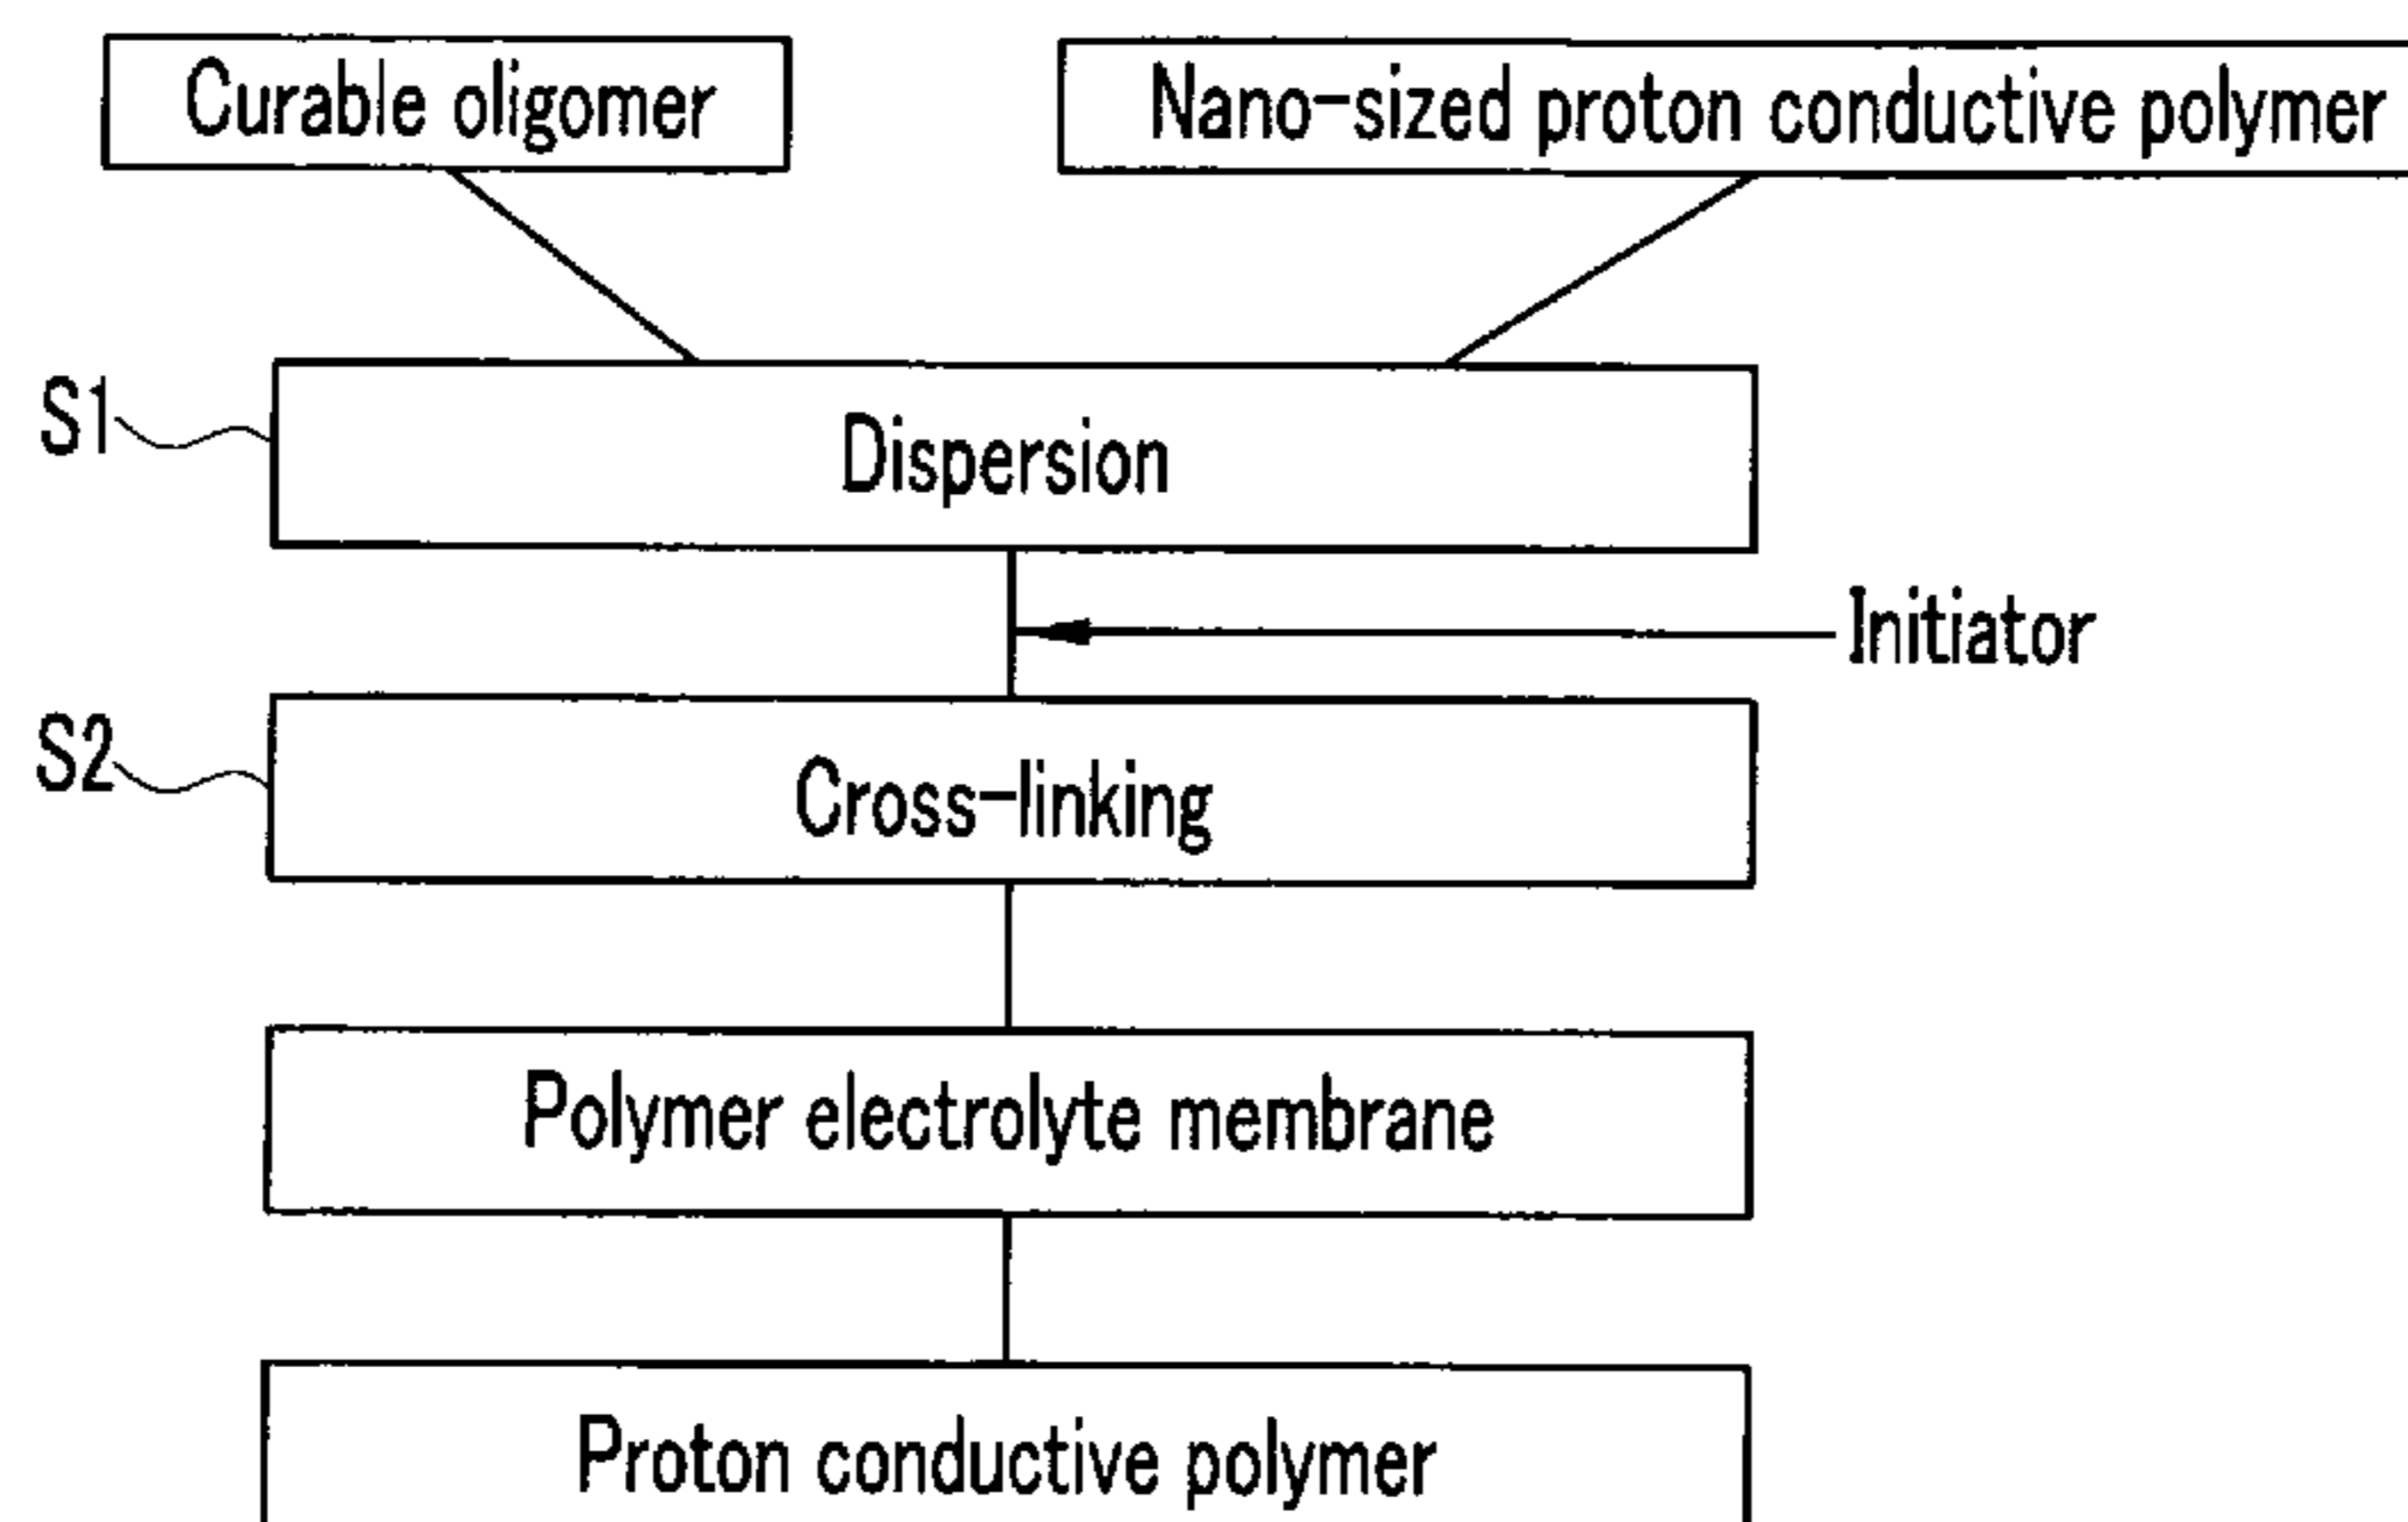 Curable oligomer
Nano-sized proton conductive polymer
S1
Dispersion
Initiator
S2
Cross-linking
Polymer electrolyte membrane
Proton conductive polymer